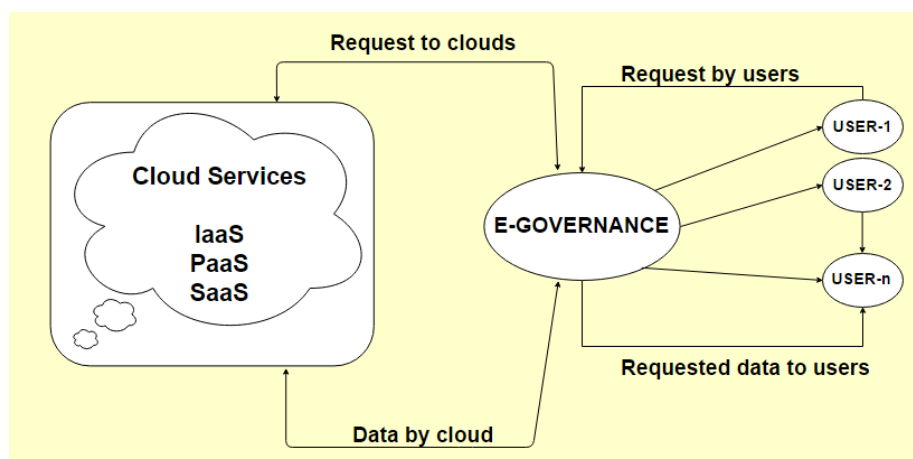 Request to clouds
Request by users
USER-1
Cloud Services
USER-2
IaaS
PaaS
SaaS
E-GOVERNANCE
USER-n
Requested data to users
Data by cloud